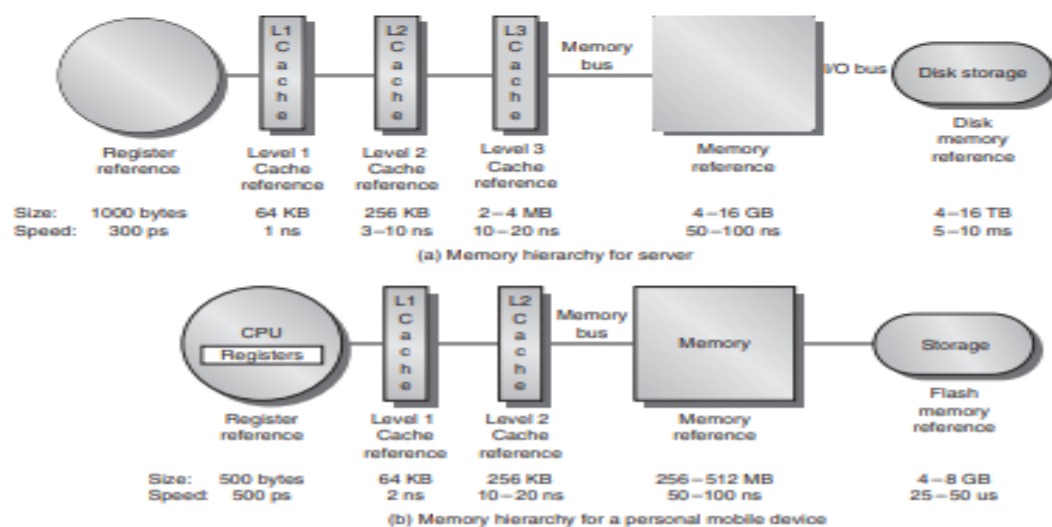 L1 Cache
L2 Cache
L3 Cache
Memory bus
I/O bus
Disk storage
Register reference
Level 1 Cache reference
Level 2 Cache reference
Level 3 Cache reference
Memory reference
Disk memory reference
Size: 1000 bytes 64 KB 256 KB 2–4 MB 4–16 GB 4–16 TB
Speed: 300 ps 1 ns 3–10 ns 10–20 ns 50–100 ns 5–10 ms
(a) Memory hierarchy for server
CPU
Registers
L1 Cache
L2 Cache
Memory bus
Memory
Storage
Register reference
Level 1 Cache reference
Level 2 Cache reference
Memory reference
Flash memory reference
Size: 500 bytes 64 KB 256 KB 256–512 MB 4–8 GB
Speed: 500 ps 2 ns 10–20 ns 50–100 ns 25–50 us
(b) Memory hierarchy for a personal mobile device